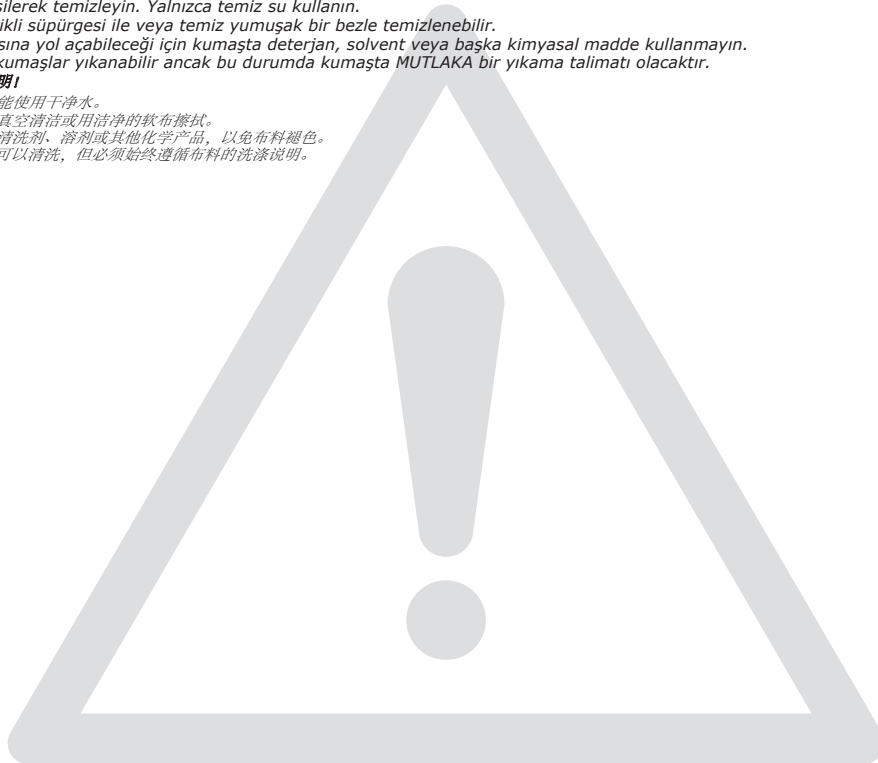 silerek temizleyin. Yalnızca temiz su kullanın.
ikli süpürgesi ile veya temiz yumuşak bir bezle temizlenebilir.
sına yol açabileceği için kumaşta deterjan, solvent veya başka kimyasal madde kullanmayın.
kumaşlar yıkanabilir ancak bu durumda kumaşta MUTLAKA bir yıkama talimatı olacaktır.
明!
能使用干净水。
真空清洁或用洁净的软布擦拭。
清洗剂、溶剂或其他化学产品, 以免布料褪色。
可以清洗, 但必须始终遵循布料的洗涤说明。